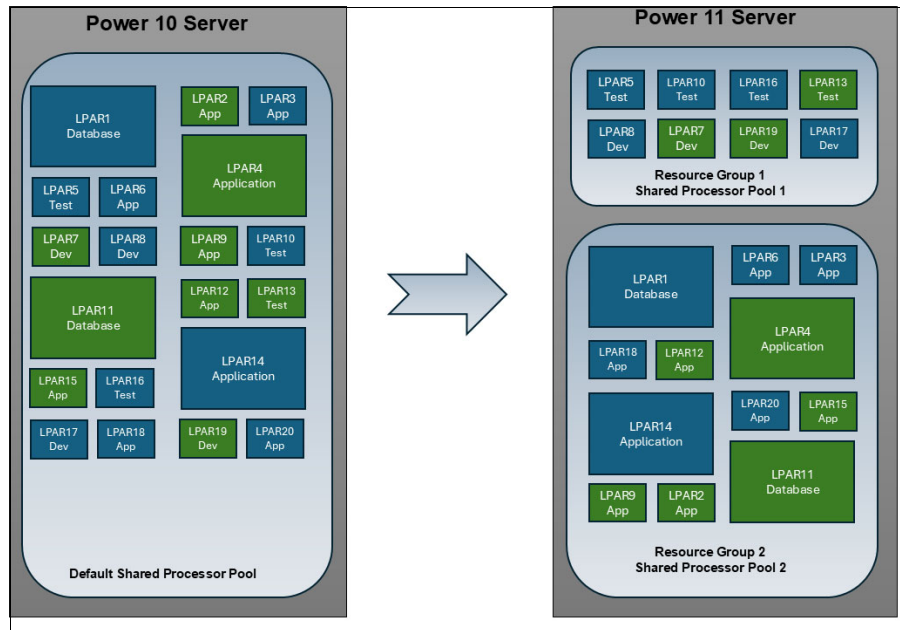 Power 10 Server
LPAR1
Database
LPAR2
App
LPAR3
App
LPAR4
Application
LPAR5
Test
LPAR6
App
LPAR7
Dev
LPAR8
Dev
LPAR9
App
LPAR10
Test
LPAR11
Database
LPAR12
App
LPAR13
Test
LPAR14
Application
LPAR15
App
LPAR16
Test
LPAR17
Dev
LPAR18
App
LPAR19
Dev
LPAR20
App
Default Shared Processor Pool
Power 11 Server
LPAR5
Test
LPAR10
Test
LPAR16
Test
LPAR13
Test
LPAR8
Dev
LPAR7
Dev
LPAR19
Dev
LPAR17
Dev
Resource Group 1
Shared Processor Pool 1
LPAR1
Database
LPAR6
App
LPAR3
App
LPAR4
Application
LPAR18
App
LPAR12
App
LPAR14
Application
LPAR20
App
LPAR15
App
LPAR11
Database
LPAR9
App
LPAR2
App
Resource Group 2
Shared Processor Pool 2